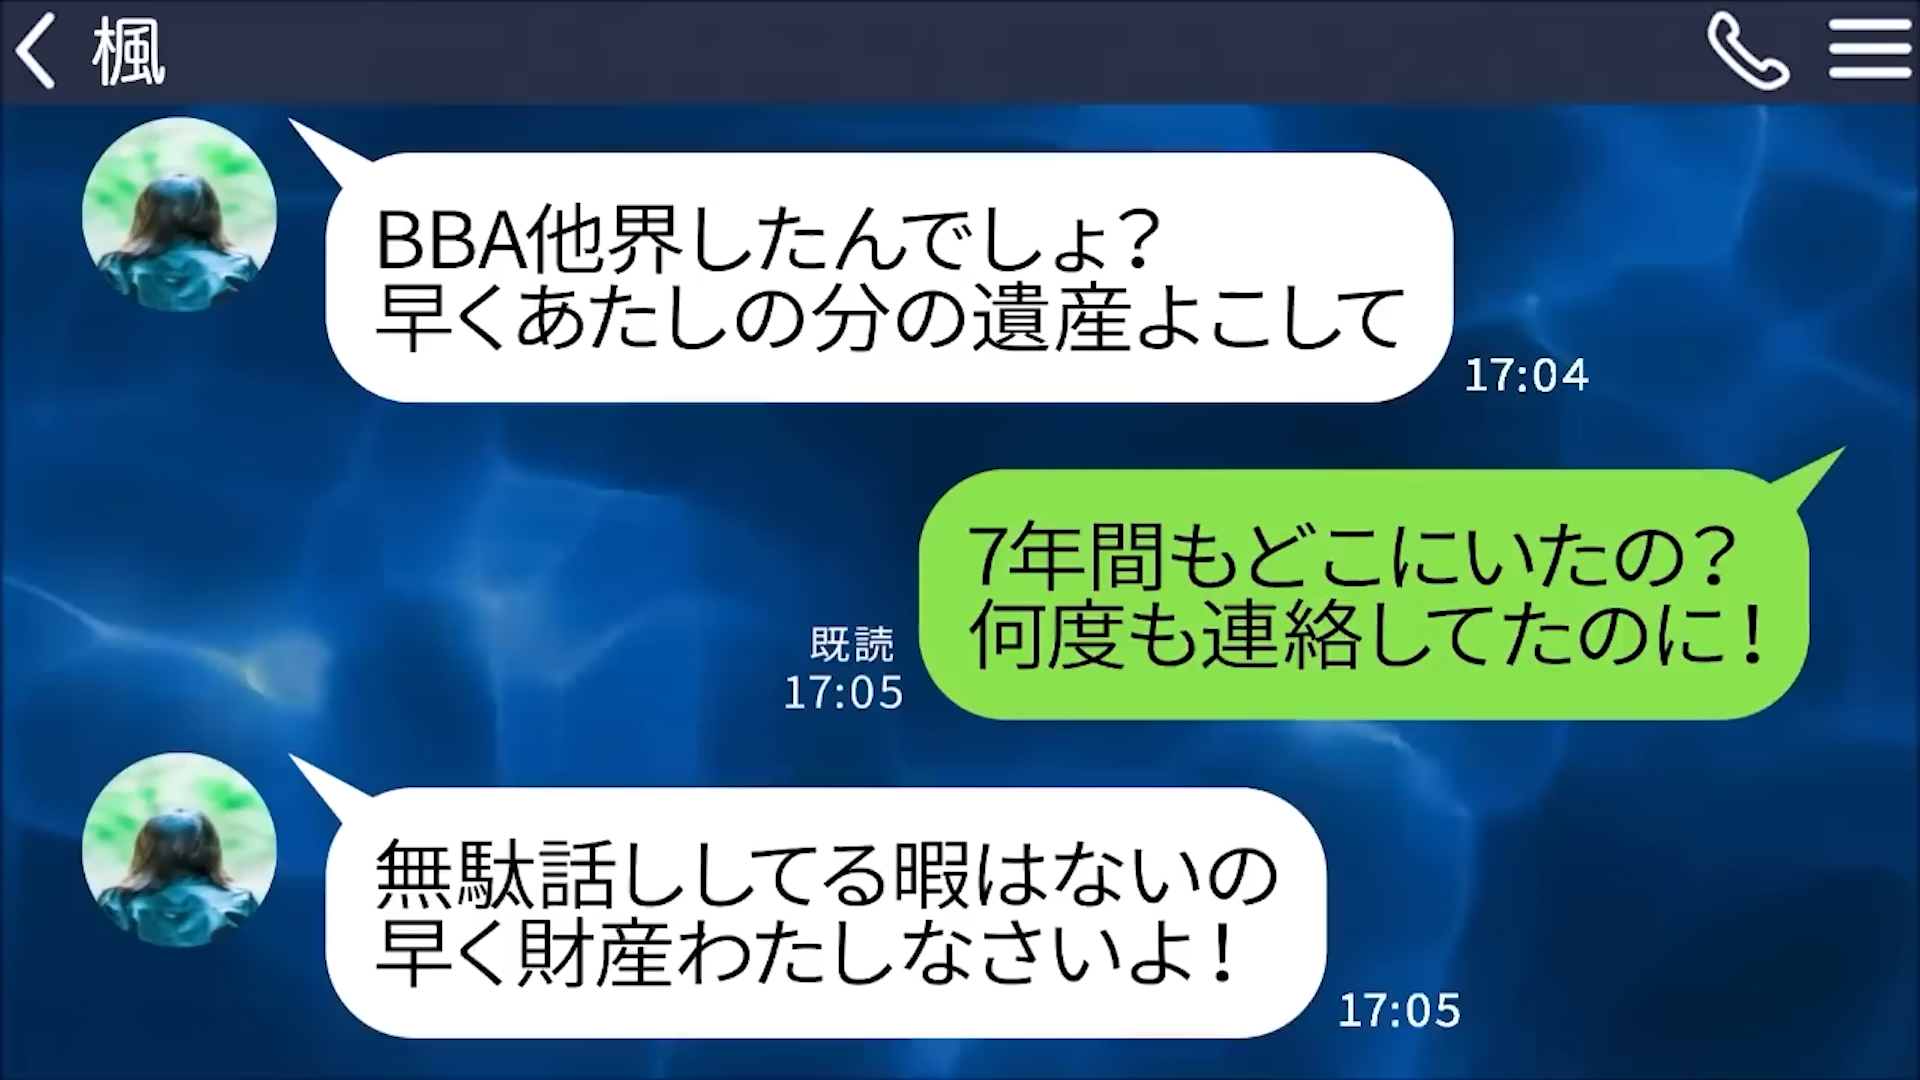 楓
BBA他界したんでしょ？
早くあたしの分の遺産よこして
17:04
7年間もどこにいたの？
何度も連絡してたのに！
既読
17:05
無駄話ししてる暇はないの
早く財産わたしなさいよ！
17:05